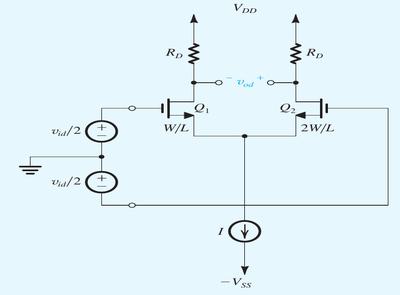 V_DD
R_D
R_D
− v_od +
Q_1
Q_2
W/L
2W/L
v_id/2
+
−
v_id/2
+
−
I
−V_SS